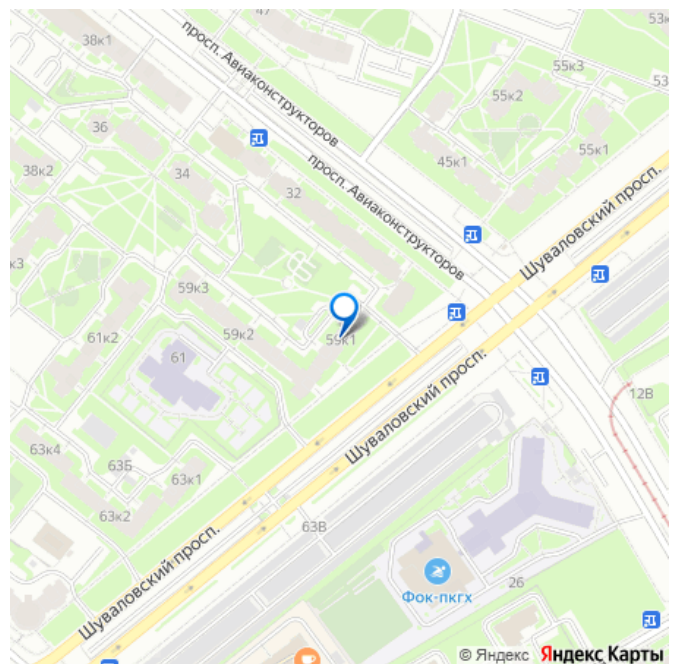 47
53к
38к1
просп. Авиаконструкторов
55к3
53
55к2
36
45к1
55к1
38к2
34
просп. Авиаконструкторов
32
Шуваловский просп.
к3
59к3
59к2
59к1
61к2
61
Шуваловский просп.
12В
63к4
63Б
63к1
63к2
63В
Шуваловский просп.
26
Фок-пкгх
© Яндекс Яндекс Карты